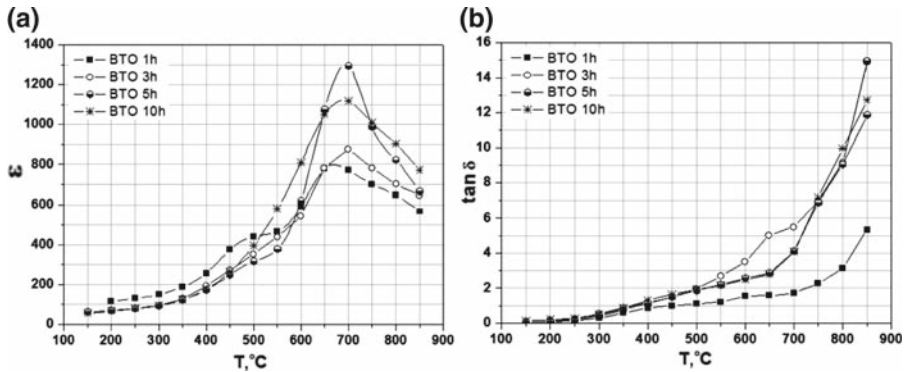 (a)
1400
1200
1000
800
600
400
200
0
ε
BTO 1h
BTO 3h
BTO 5h
BTO 10h
100 200 300 400 500 600 700 800 900
T,°C
(b)
16
14
12
10
8
6
4
2
0
tan δ
BTO 1h
BTO 3h
BTO 5h
BTO 10h
100 200 300 400 500 600 700 800 900
T,°C